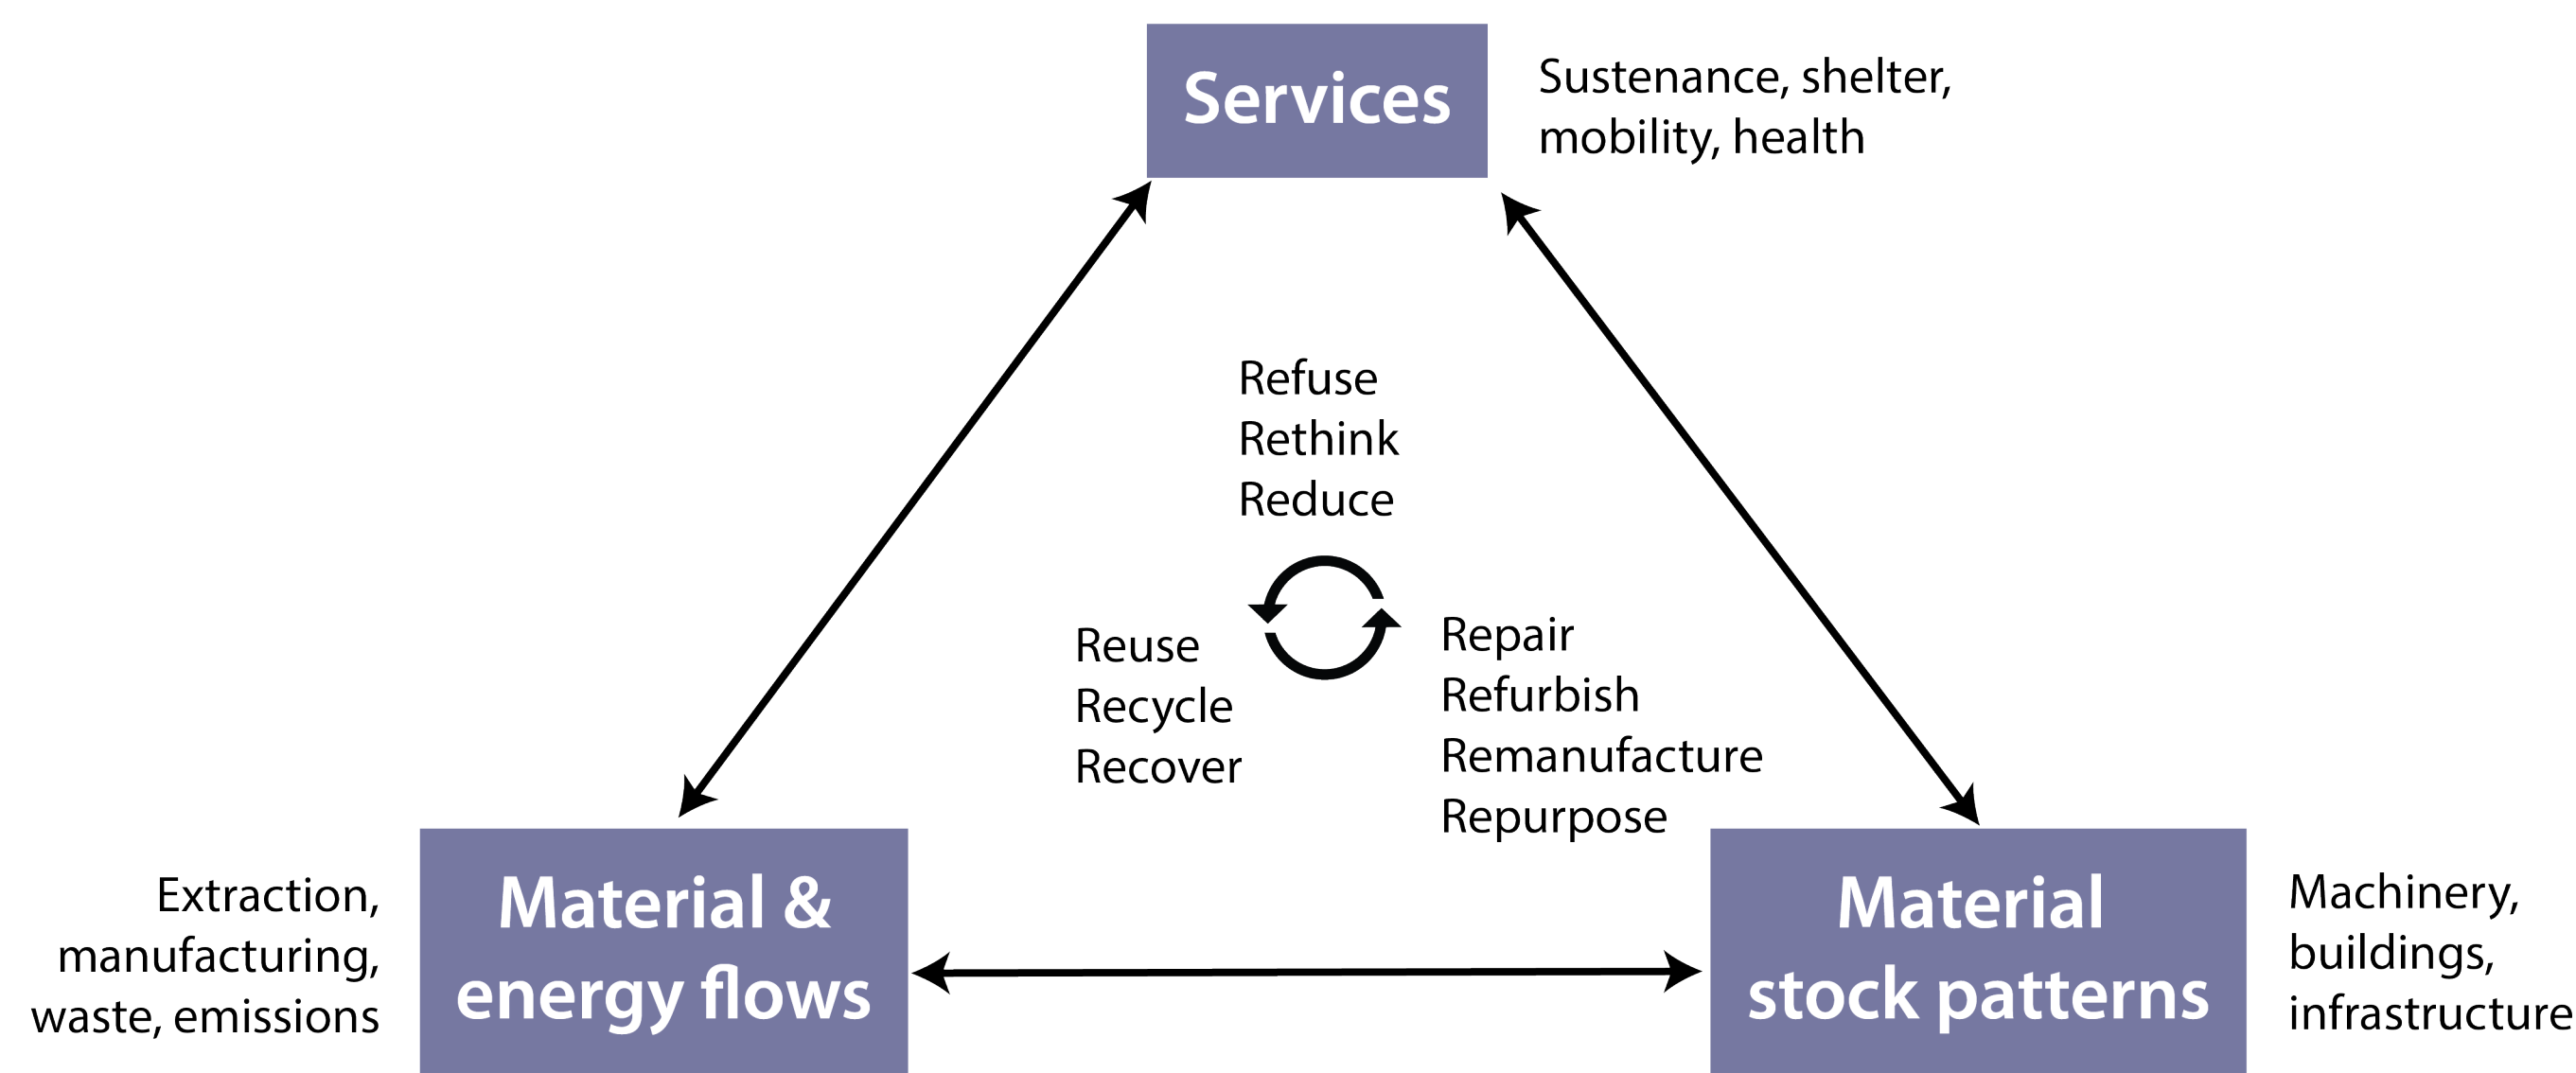 Services
Sustenance, shelter,
mobility, health
Refuse
Rethink
Reduce
Reuse
Recycle
Recover
Repair
Refurbish
Remanufacture
Repurpose
Extraction,
manufacturing,
waste, emissions
Material &
energy flows
Material
stock patterns
Machinery,
buildings,
infrastructure